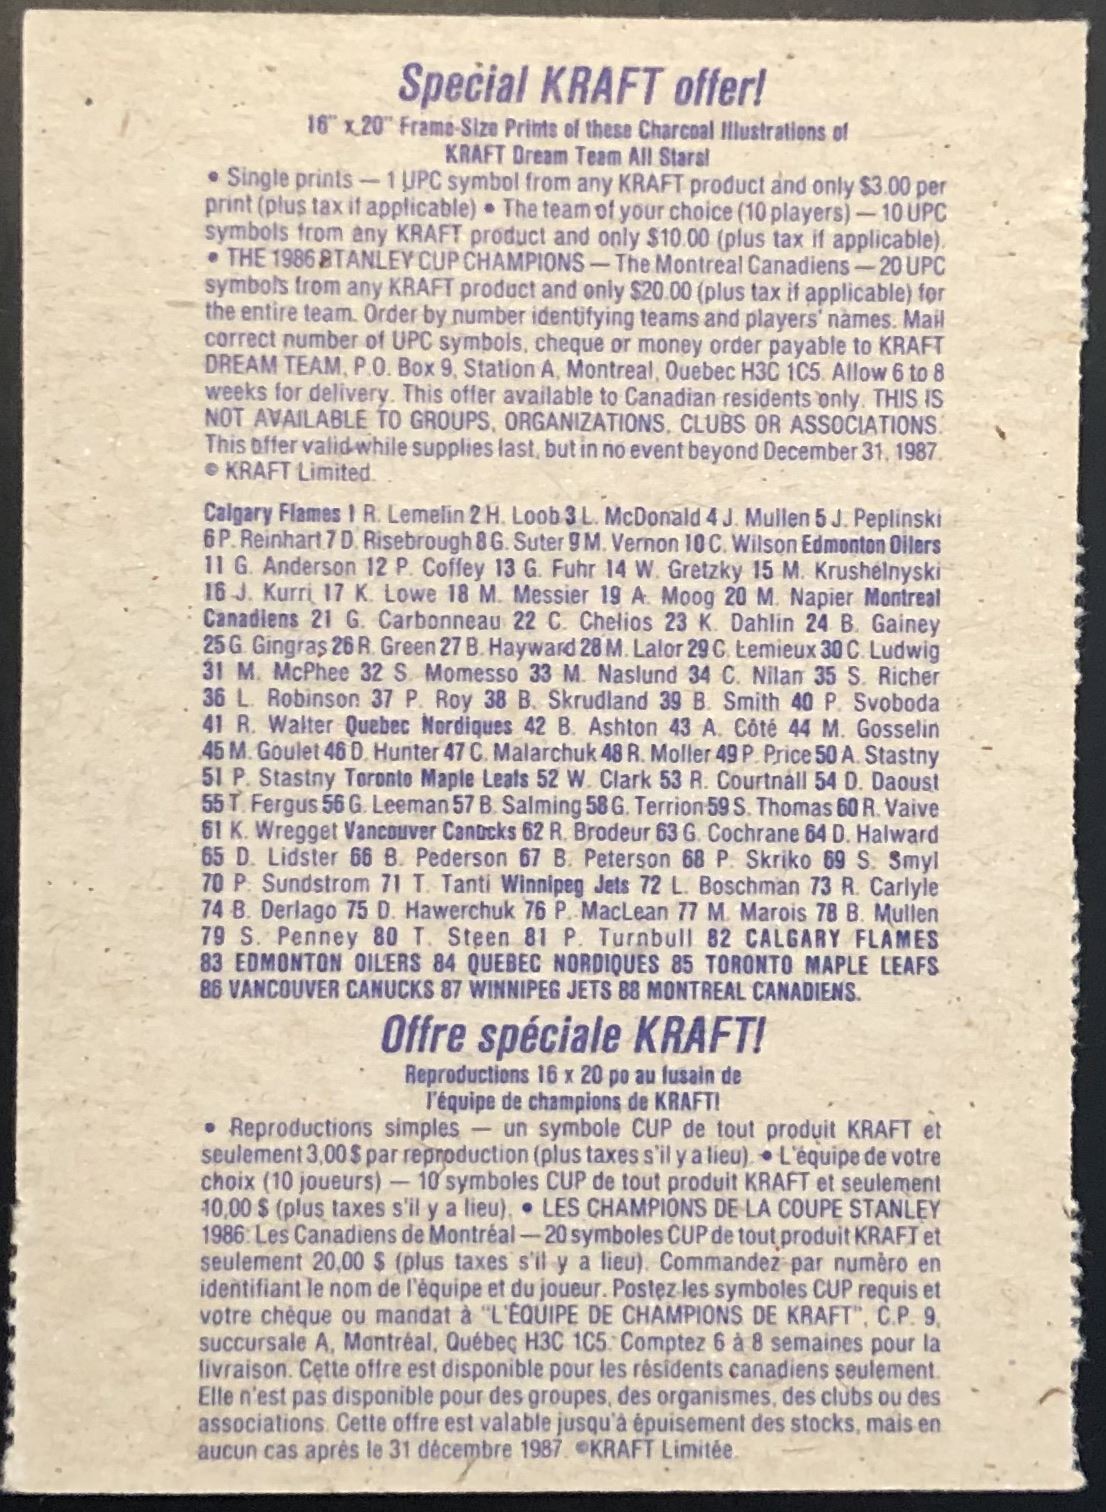 Special KRAFT offer!
16" x 20" Frame-Size Prints of these Charcoal Illustrations of
KRAFT Dream Team All Stars!
• Single prints — 1 UPC symbol from any KRAFT product and only $3.00 per
print (plus tax if applicable) • The team of your choice (10 players) — 10 UPC
symbols from any KRAFT product and only $10.00 (plus tax if applicable).
• THE 1986 STANLEY CUP CHAMPIONS — The Montreal Canadiens — 20 UPC
symbols from any KRAFT product and only $20.00 (plus tax if applicable) for
the entire team. Order by number identifying teams and players' names. Mail
correct number of UPC symbols, cheque or money order payable to KRAFT
DREAM TEAM, P.O. Box 9, Station A, Montreal, Quebec H3C 1C5. Allow 6 to 8
weeks for delivery. This offer available to Canadian residents only. THIS IS
NOT AVAILABLE TO GROUPS, ORGANIZATIONS, CLUBS OR ASSOCIATIONS.
This offer valid while supplies last, but in no event beyond December 31, 1987.
© KRAFT Limited.
Calgary Flames 1 R. Lemelin 2 H. Loob 3 L. McDonald 4 J. Mullen 5 J. Peplinski
6 P. Reinhart 7 D. Risebrough 8 G. Suter 9 M. Vernon 10 C. Wilson Edmonton Oilers
11 G. Anderson 12 P. Coffey 13 G. Fuhr 14 W. Gretzky 15 M. Krushelnyski
16 J. Kurri 17 K. Lowe 18 M. Messier 19 A. Moog 20 M. Napier Montreal
Canadiens 21 G. Carbonneau 22 C. Chelios 23 K. Dahlin 24 B. Gainey
25 G. Gingras 26 R. Green 27 B. Hayward 28 M. Lalor 29 C. Lemieux 30 C. Ludwig
31 M. McPhee 32 S. Momesso 33 M. Naslund 34 C. Nilan 35 S. Richer
36 L. Robinson 37 P. Roy 38 B. Skrudland 39 B. Smith 40 P. Svoboda
41 R. Walter Quebec Nordiques 42 B. Ashton 43 A. Côté 44 M. Gosselin
45 M. Goulet 46 D. Hunter 47 C. Malarchuk 48 R. Moller 49 P. Price 50 A. Stastny
51 P. Stastny Toronto Maple Leafs 52 W. Clark 53 R. Courtnall 54 D. Daoust
55 T. Fergus 56 G. Leeman 57 B. Salming 58 G. Terrion 59 S. Thomas 60 R. Vaive
61 K. Wregget Vancouver Canucks 62 R. Brodeur 63 G. Cochrane 64 D. Halward
65 D. Lidster 66 B. Pederson 67 B. Peterson 68 P. Skriko 69 S. Smyl
70 P. Sundstrom 71 T. Tanti Winnipeg Jets 72 L. Boschman 73 R. Carlyle
74 B. Derlago 75 D. Hawerchuk 76 P. MacLean 77 M. Marois 78 B. Mullen
79 S. Penney 80 T. Steen 81 P. Turnbull 82 CALGARY FLAMES
83 EDMONTON OILERS 84 QUEBEC NORDIQUES 85 TORONTO MAPLE LEAFS
86 VANCOUVER CANUCKS 87 WINNIPEG JETS 88 MONTREAL CANADIENS.
Offre spéciale KRAFT!
Reproductions 16 x 20 po au fusain de
l'équipe de champions de KRAFT!
• Reproductions simples — un symbole CUP de tout produit KRAFT et
seulement 3,00 $ par reproduction (plus taxes s'il y a lieu). • L'équipe de votre
choix (10 joueurs) — 10 symboles CUP de tout produit KRAFT et seulement
10,00 $ (plus taxes s'il y a lieu). • LES CHAMPIONS DE LA COUPE STANLEY
1986: Les Canadiens de Montréal — 20 symboles CUP de tout produit KRAFT et
seulement 20,00 $ (plus taxes s'il y a lieu). Commandez par numéro en
identifiant le nom de l'équipe et du joueur. Postez les symboles CUP requis et
votre chèque ou mandat à "L'ÉQUIPE DE CHAMPIONS DE KRAFT", C.P. 9,
succursale A, Montréal, Québec H3C 1C5. Comptez 6 à 8 semaines pour la
livraison. Cette offre est disponible pour les résidents canadiens seulement.
Elle n'est pas disponible pour des groupes, des organismes, des clubs ou des
associations. Cette offre est valable jusqu'à épuisement des stocks, mais en
aucun cas après le 31 décembre 1987. ©KRAFT Limitée.